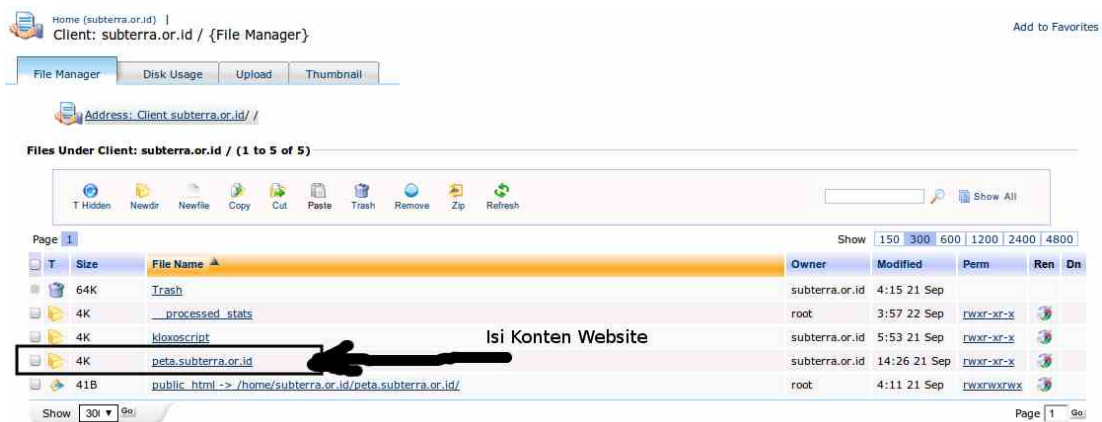 Home (subterra.or.id) |
Client: subterra.or.id / {File Manager}
Add to Favorites
File Manager Disk Usage Upload Thumbnail
Address: Client subterra.or.id/ /
Files Under Client: subterra.or.id / (1 to 5 of 5)
T Hidden Newdir Newfile Copy Cut Paste Trash Remove Zip Refresh Show All
Page 1 Show 150 300 600 1200 2400 4800
T Size File Name Owner Modified Perm Ren Dn
64K Trash subterra.or.id 4:15 21 Sep
4K __processed_stats root 3:57 22 Sep rwxr-xr-x
4K kloxoscript Isi Konten Website subterra.or.id 5:53 21 Sep rwxr-xr-x
4K peta.subterra.or.id subterra.or.id 14:26 21 Sep rwxr-xr-x
41B public_html -> /home/subterra.or.id/peta.subterra.or.id/ root 4:11 21 Sep rwxrwxrwx
Show 30 Go Page 1 Go